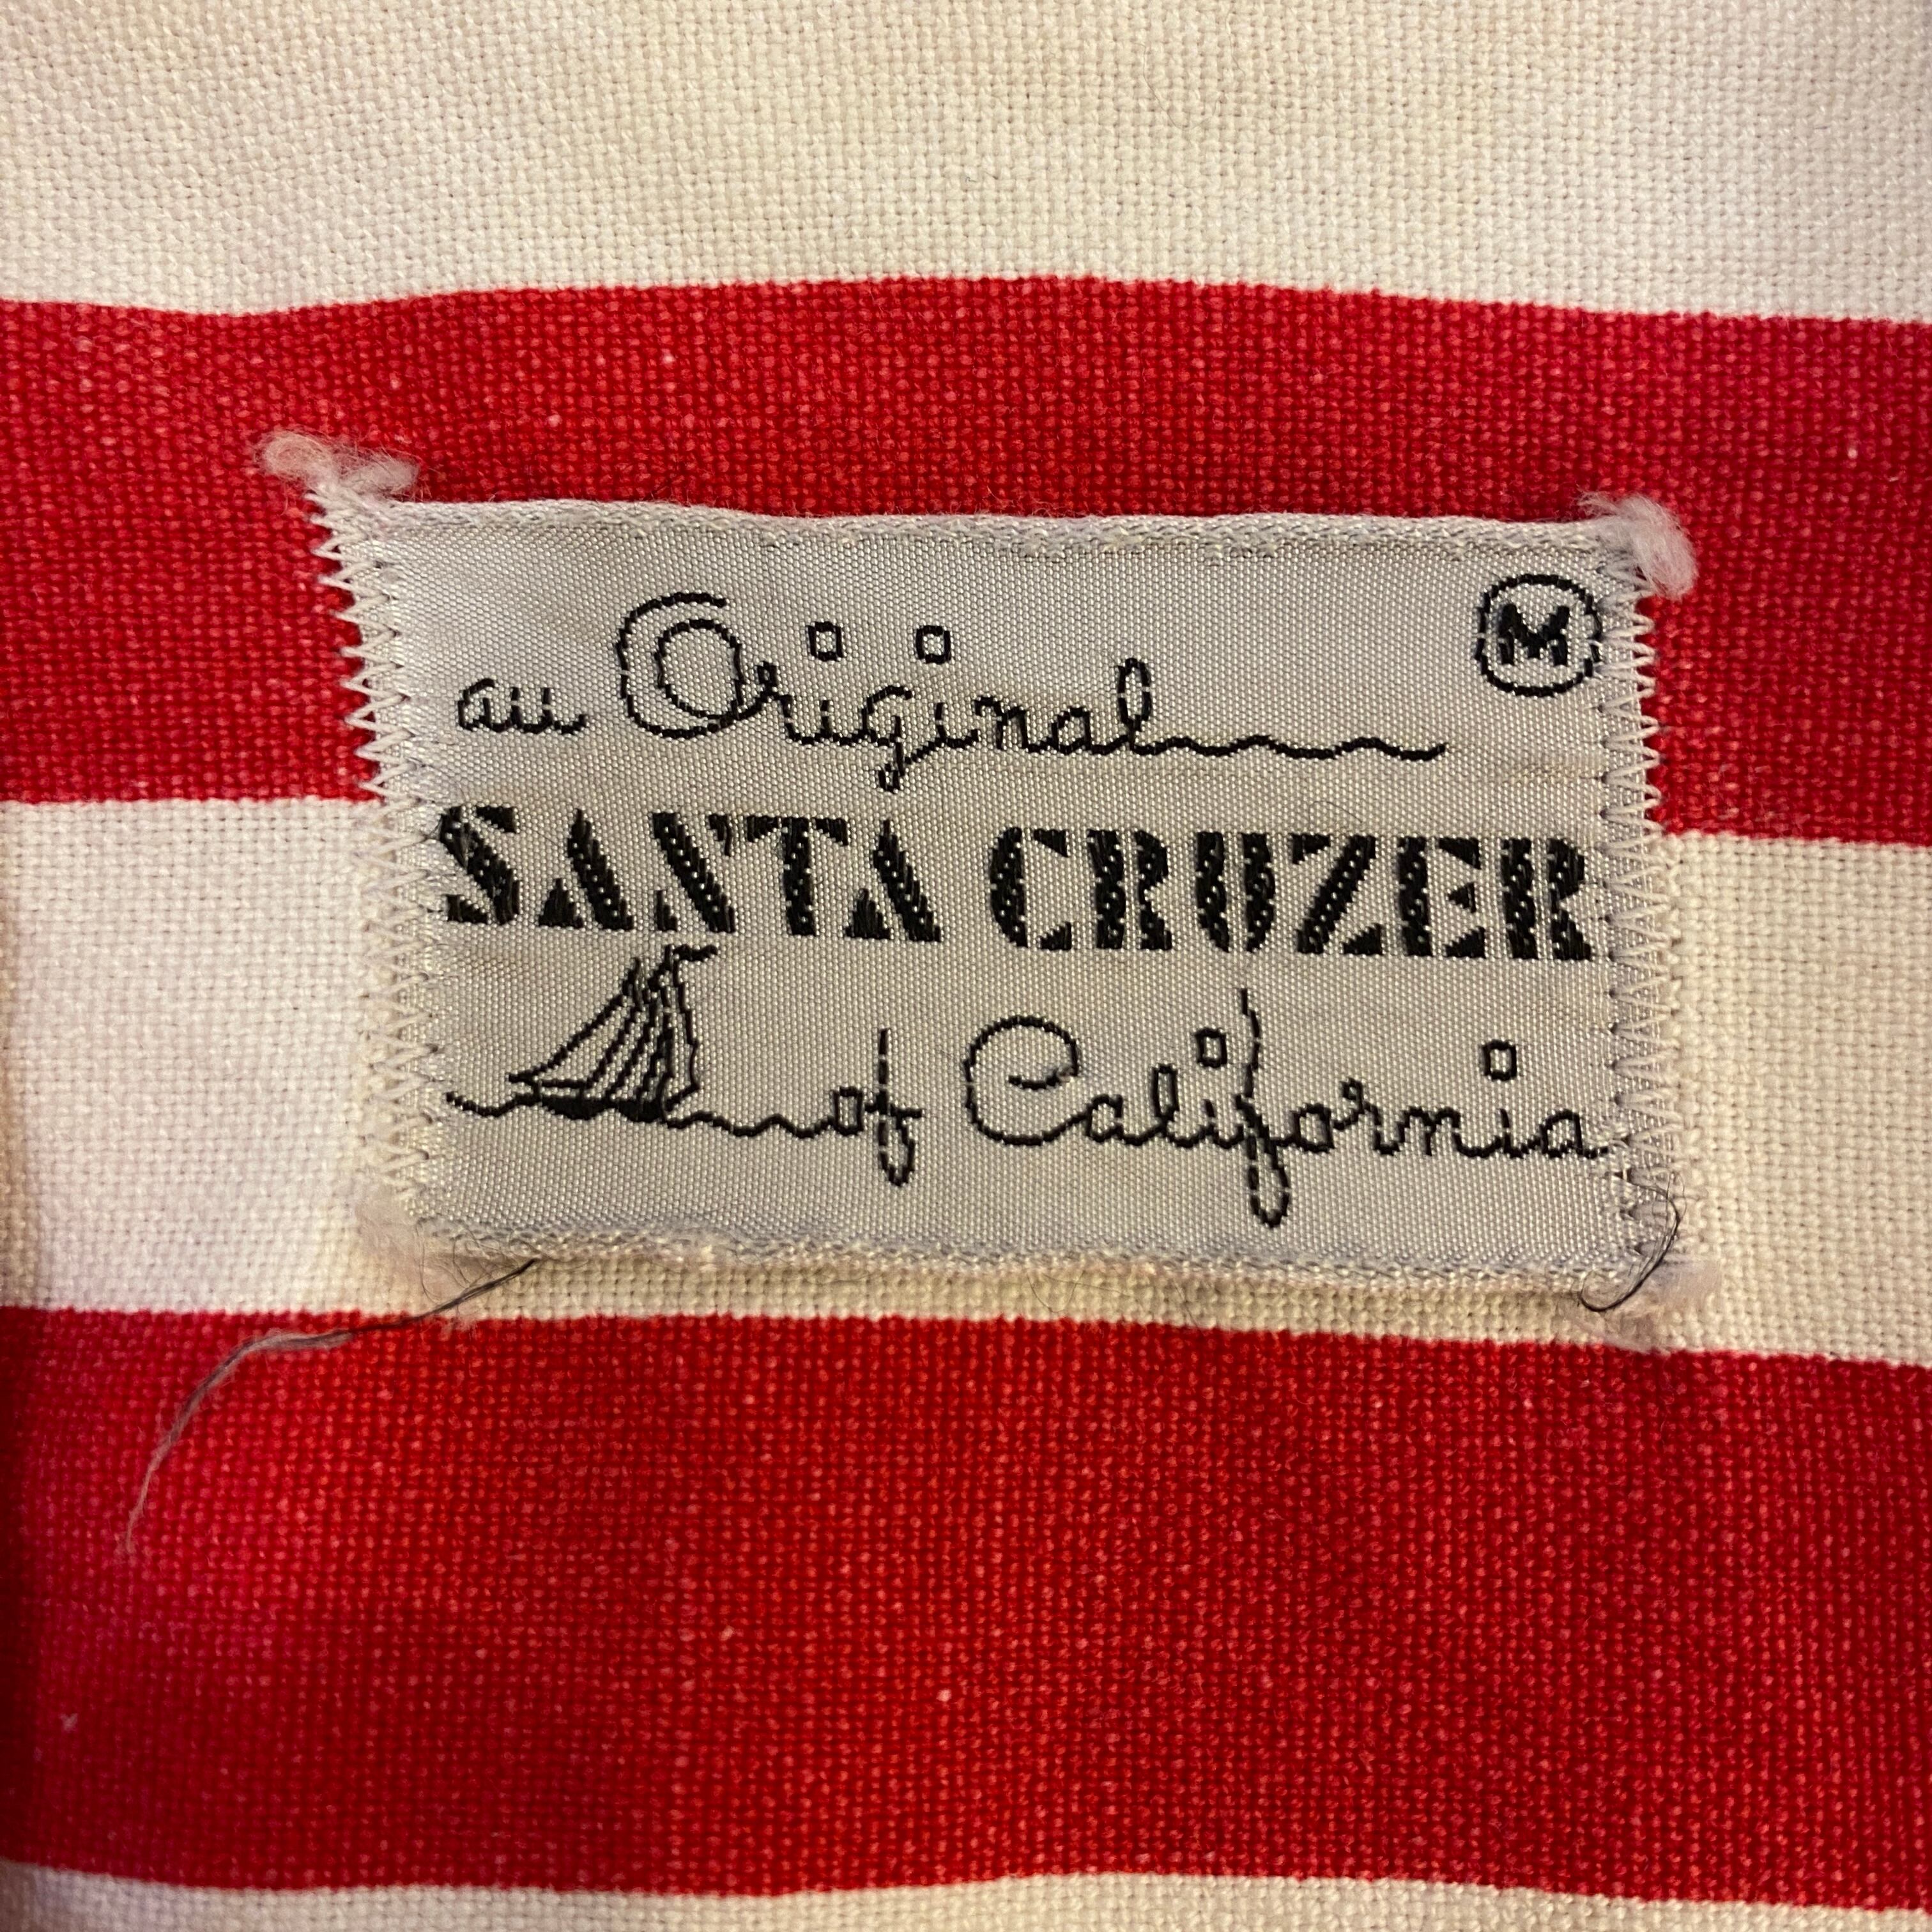 an Original M
SANTA CRUZER
of California